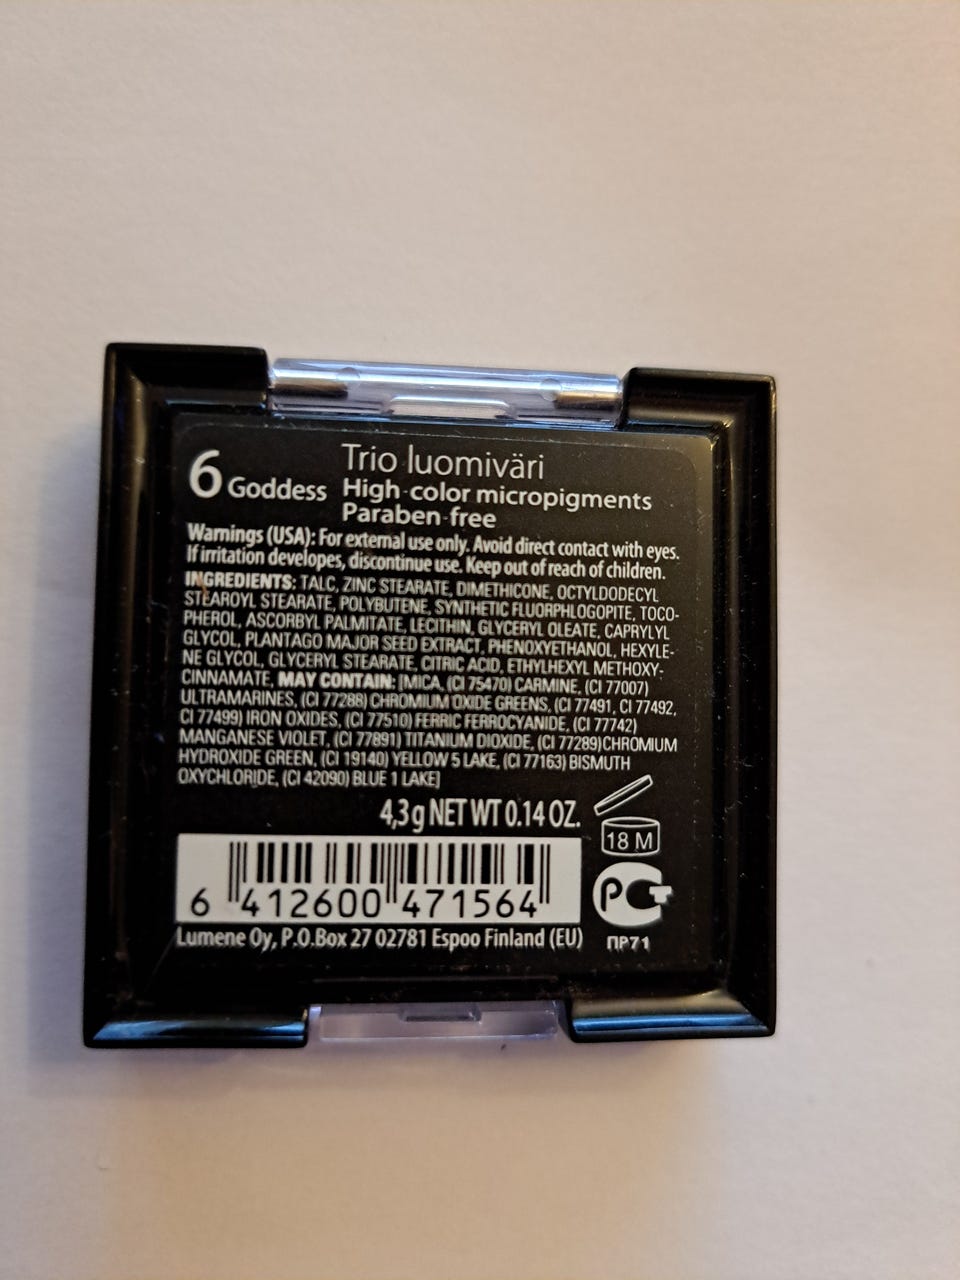 6 Goddess
Trio luomiväri
High-color micropigments
Paraben-free
Warnings (USA): For external use only. Avoid direct contact with eyes.
If irritation developes, discontinue use. Keep out of reach of children.
INGREDIENTS: TALC, ZINC STEARATE, DIMETHICONE, OCTYLDODECYL
STEAROYL STEARATE, POLYBUTENE, SYNTHETIC FLUORPHLOGOPITE, TOCO-
PHEROL, ASCORBYL PALMITATE, LECITHIN, GLYCERYL OLEATE, CAPRYLYL
GLYCOL, PLANTAGO MAJOR SEED EXTRACT, PHENOXYETHANOL, HEXYLE-
NE GLYCOL, GLYCERYL STEARATE, CITRIC ACID, ETHYLHEXYL METHOXY-
CINNAMATE, MAY CONTAIN: [MICA, (CI 75470) CARMINE, (CI 77007)
ULTRAMARINES, (CI 77288) CHROMIUM OXIDE GREENS, (CI 77491, CI 77492,
CI 77499) IRON OXIDES, (CI 77510) FERRIC FERROCYANIDE, (CI 77742)
MANGANESE VIOLET, (CI 77891) TITANIUM DIOXIDE, (CI 77289)CHROMIUM
HYDROXIDE GREEN, (CI 19140) YELLOW 5 LAKE, (CI 77163) BISMUTH
OXYCHLORIDE, (CI 42090) BLUE 1 LAKE]
4,3 g NET WT 0.14 OZ.
18 M
6 412600 471564
РСТ
ПР71
Lumene Oy, P.O.Box 27 02781 Espoo Finland (EU)